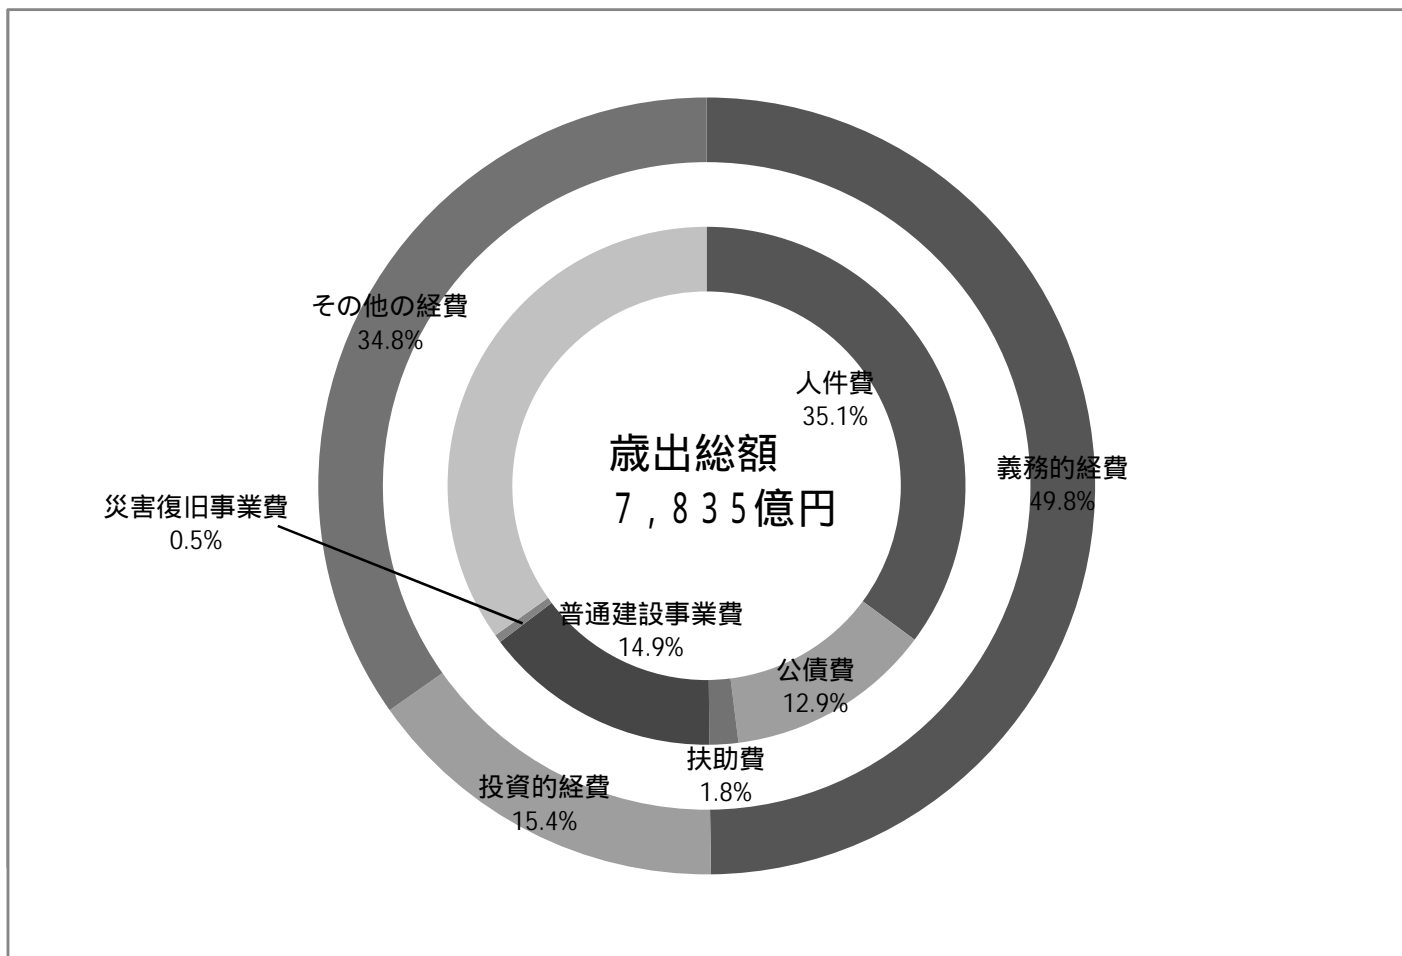 その他の経費
34.8%
人件費
35.1%
歳出総額
７，８３５億円
義務的経費
49.8%
災害復旧事業費
0.5%
普通建設事業費
14.9%
公債費
12.9%
扶助費
1.8%
投資的経費
15.4%